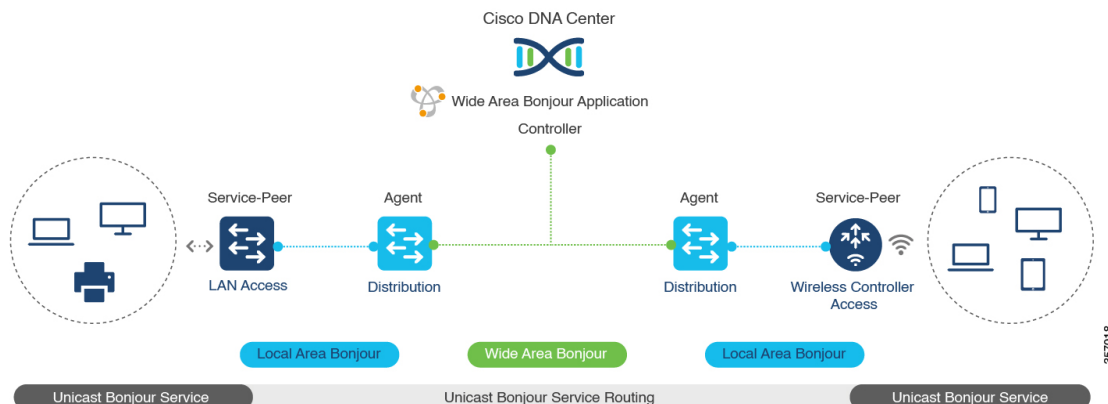 Cisco DNA Center
Wide Area Bonjour Application
Controller
Service-Peer
Agent
Agent
Service-Peer
LAN Access
Distribution
Distribution
Wireless Controller
Access
Local Area Bonjour
Wide Area Bonjour
Local Area Bonjour
Unicast Bonjour Service
Unicast Bonjour Service Routing
Unicast Bonjour Service
357018